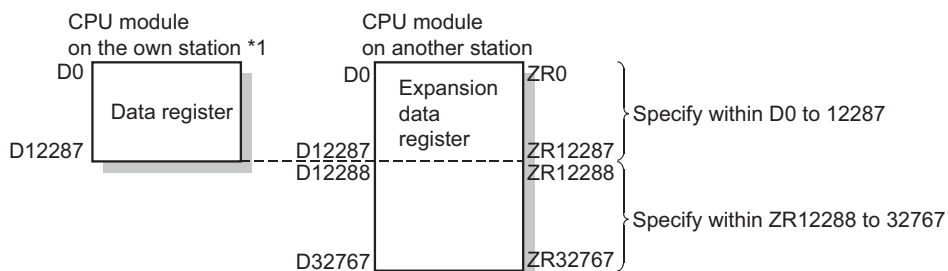 CPU module
on the own station *1
CPU module
on another station
D0
D0
ZR0
Data register
Expansion
data
register
Specify within D0 to 12287
D12287
D12287
ZR12287
D12288
ZR12288
Specify within ZR12288 to 32767
D32767
ZR32767